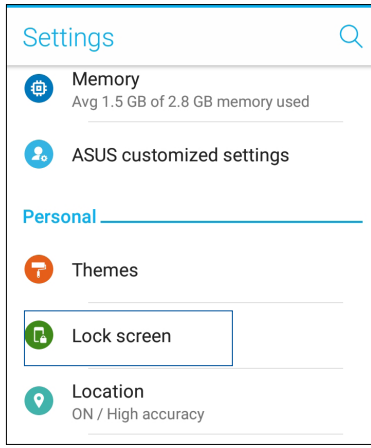 Settings
Memory
Avg 1.5 GB of 2.8 GB memory used
ASUS customized settings
Personal
Themes
Lock screen
Location
ON / High accuracy